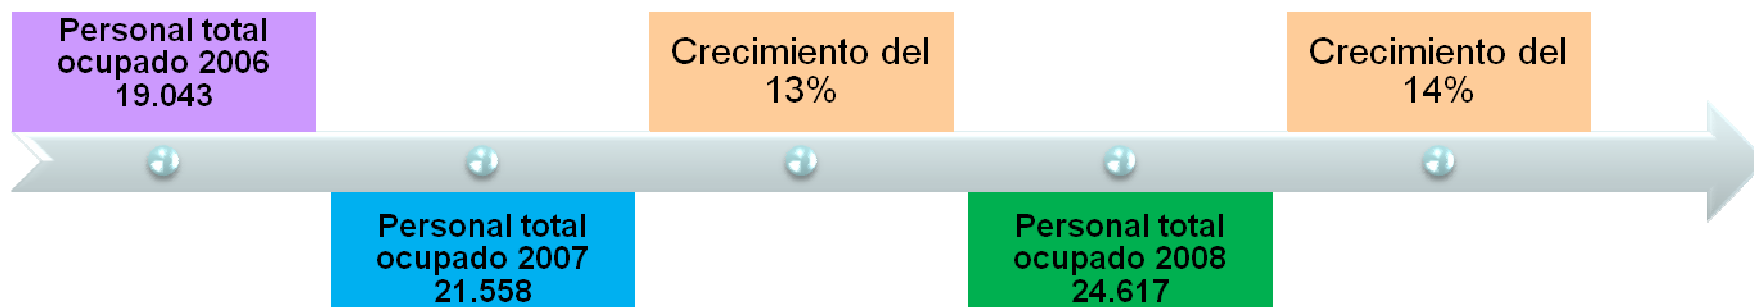 Personal total
ocupado 2006
19.043
Personal total
ocupado 2007
21.558
Crecimiento del
13%
Personal total
ocupado 2008
24.617
Crecimiento del
14%